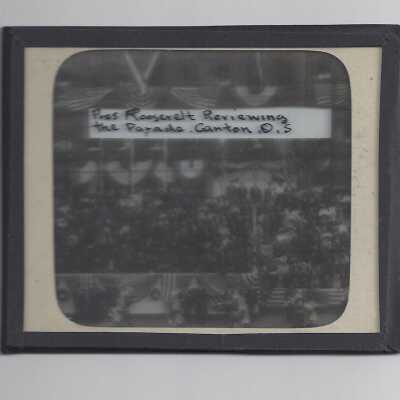 Pres Roosevelt Reviewing
the Parade. Canton. O. S